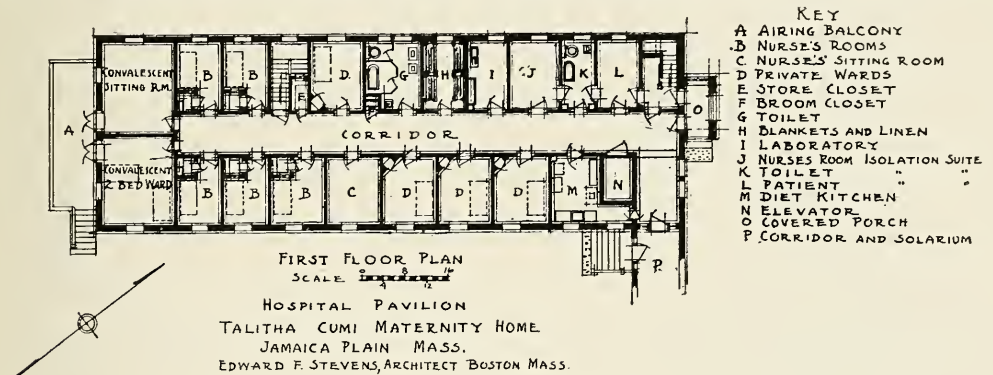 KEY
A AIRING BALCONY
B NURSE'S ROOMS
C NURSE'S SITTING ROOM
D PRIVATE WARDS
E STORE CLOSET
F BROOM CLOSET
G TOILET
H BLANKETS AND LINEN
I LABORATORY
J NURSES ROOM ISOLATION SUITE
K TOILET " "
L PATIENT " "
M DIET KITCHEN
N ELEVATOR
O COVERED PORCH
P CORRIDOR AND SOLARIUM
CONVALESCENT
SITTING RM.
B B E D G H I J K L
A
O
CORRIDOR
CONVALESCENT
2 BED WARD
B B B C D D D M N
P
FIRST FLOOR PLAN
SCALE 0 4 8 12 16
HOSPITAL PAVILION
TALITHA CUMI MATERNITY HOME
JAMAICA PLAIN MASS.
EDWARD F. STEVENS, ARCHITECT BOSTON MASS.